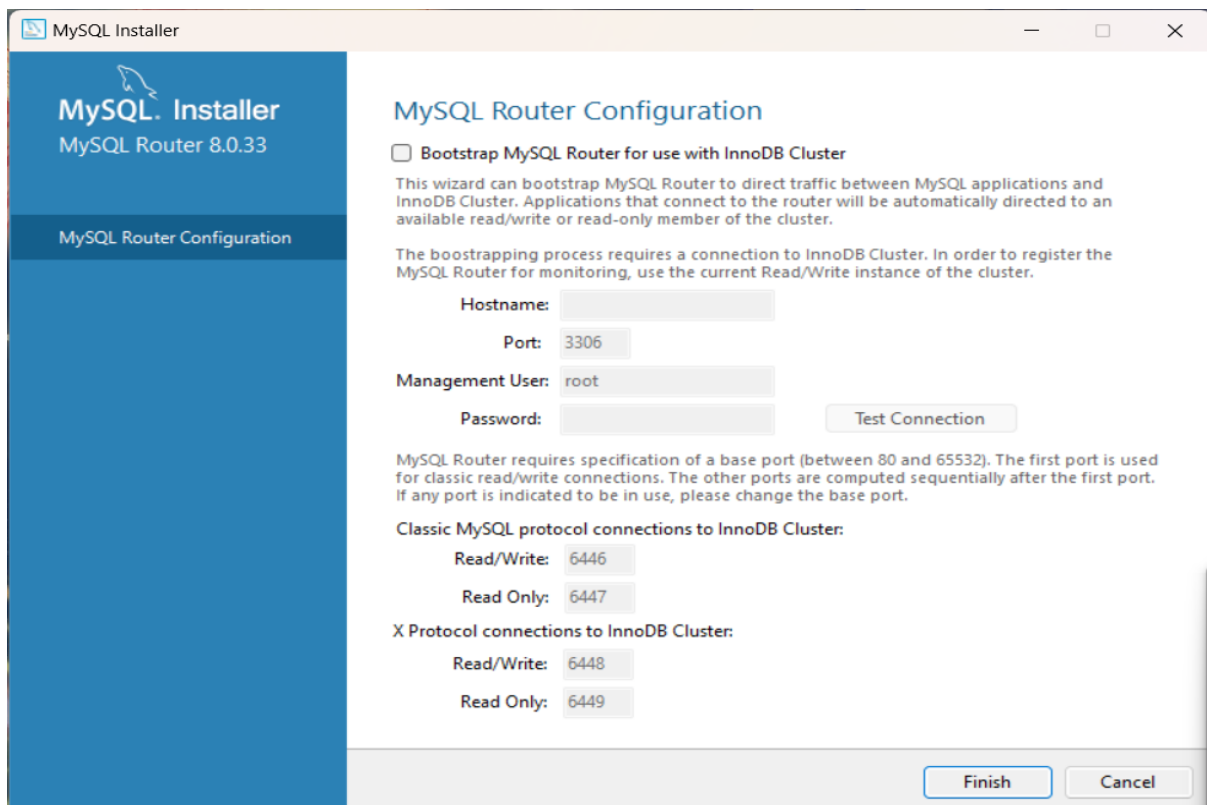 MySQL Installer
MySQL. Installer
MySQL Router 8.0.33
MySQL Router Configuration
MySQL Router Configuration
Bootstrap MySQL Router for use with InnoDB Cluster
This wizard can bootstrap MySQL Router to direct traffic between MySQL applications and
InnoDB Cluster. Applications that connect to the router will be automatically directed to an
available read/write or read-only member of the cluster.
The boostrapping process requires a connection to InnoDB Cluster. In order to register the
MySQL Router for monitoring, use the current Read/Write instance of the cluster.
Hostname:
Port: 3306
Management User: root
Password: Test Connection
MySQL Router requires specification of a base port (between 80 and 65532). The first port is used
for classic read/write connections. The other ports are computed sequentially after the first port.
If any port is indicated to be in use, please change the base port.
Classic MySQL protocol connections to InnoDB Cluster:
Read/Write: 6446
Read Only: 6447
X Protocol connections to InnoDB Cluster:
Read/Write: 6448
Read Only: 6449
Finish Cancel